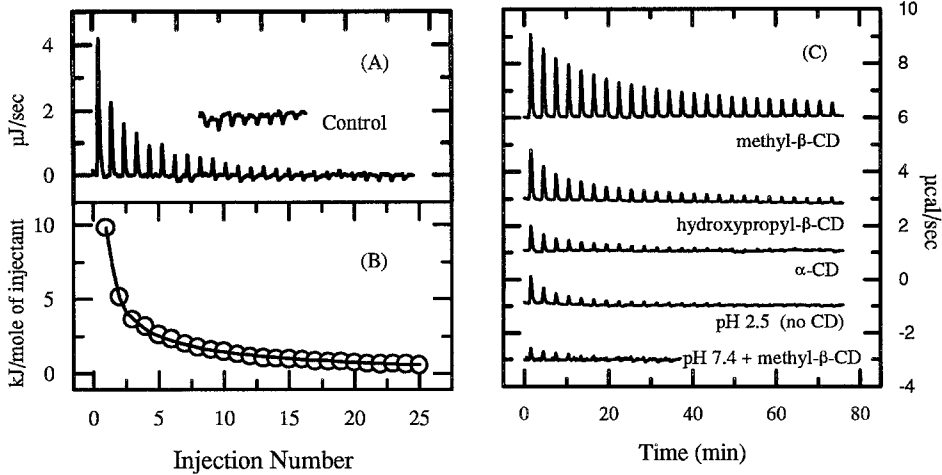 (A)
Control
μJ/sec
4
2
0
(B)
kJ/mole of injectant
10
5
0
0 5 10 15 20 25
Injection Number
(C)
methyl-β-CD
hydroxypropyl-β-CD
α-CD
pH 2.5 (no CD)
pH 7.4 + methyl-β-CD
10
8
6
4
2
0
-2
-4
μcal/sec
0 20 40 60 80
Time (min)